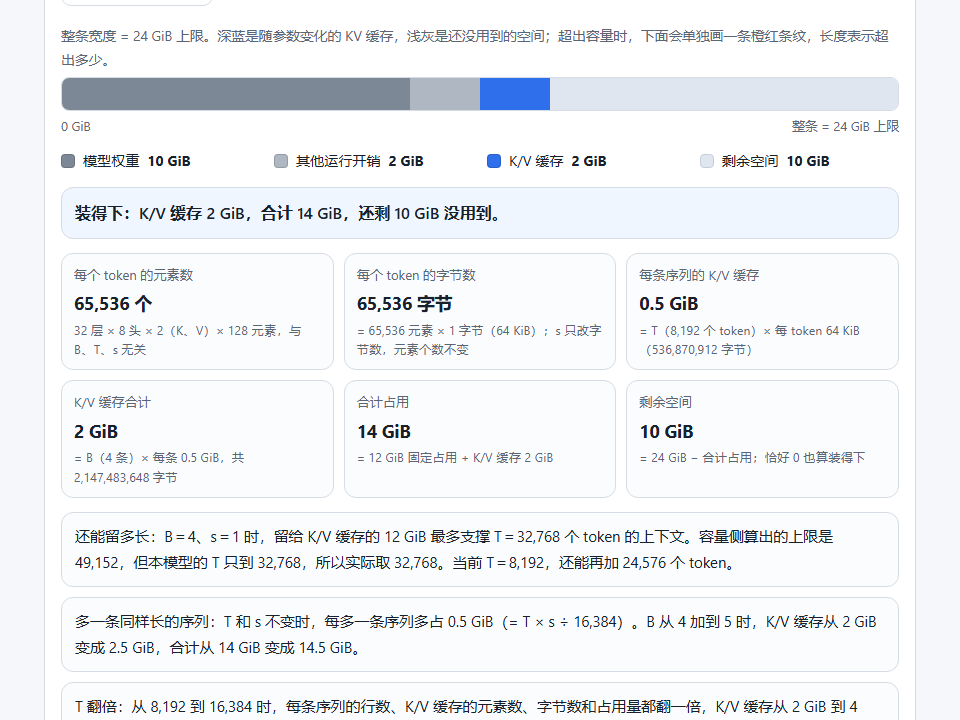 整条宽度 = 24 GiB 上限。深蓝是随参数变化的 KV 缓存，浅灰是还没用到的空间；超出容量时，下面会单独画一条橙红条纹，长度表示超
出多少。
0 GiB
整条 = 24 GiB 上限
模型权重 10 GiB
其他运行开销 2 GiB
K/V 缓存 2 GiB
剩余空间 10 GiB
装得下：K/V 缓存 2 GiB，合计 14 GiB，还剩 10 GiB 没用到。
每个 token 的元素数
65,536 个
32 层 × 8 头 × 2（K、V）× 128 元素，与
B、T、s 无关
每个 token 的字节数
65,536 字节
= 65,536 元素 × 1 字节（64 KiB）；s 只改字
节数，元素个数不变
每条序列的 K/V 缓存
0.5 GiB
= T（8,192 个 token）× 每 token 64 KiB
（536,870,912 字节）
K/V 缓存合计
2 GiB
= B（4 条）× 每条 0.5 GiB，共
2,147,483,648 字节
合计占用
14 GiB
= 12 GiB 固定占用 + K/V 缓存 2 GiB
剩余空间
10 GiB
= 24 GiB − 合计占用；恰好 0 也算装得下
还能留多长：B = 4、s = 1 时，留给 K/V 缓存的 12 GiB 最多支撑 T = 32,768 个 token 的上下文。容量侧算出的上限是
49,152，但本模型的 T 只到 32,768，所以实际取 32,768。当前 T = 8,192，还能再加 24,576 个 token。
多一条同样长的序列：T 和 s 不变时，每多一条序列多占 0.5 GiB（= T × s ÷ 16,384）。B 从 4 加到 5 时，K/V 缓存从 2 GiB
变成 2.5 GiB，合计从 14 GiB 变成 14.5 GiB。
T 翻倍：从 8,192 到 16,384 时，每条序列的行数、K/V 缓存的元素数、字节数和占用量都翻一倍，K/V 缓存从 2 GiB 到 4